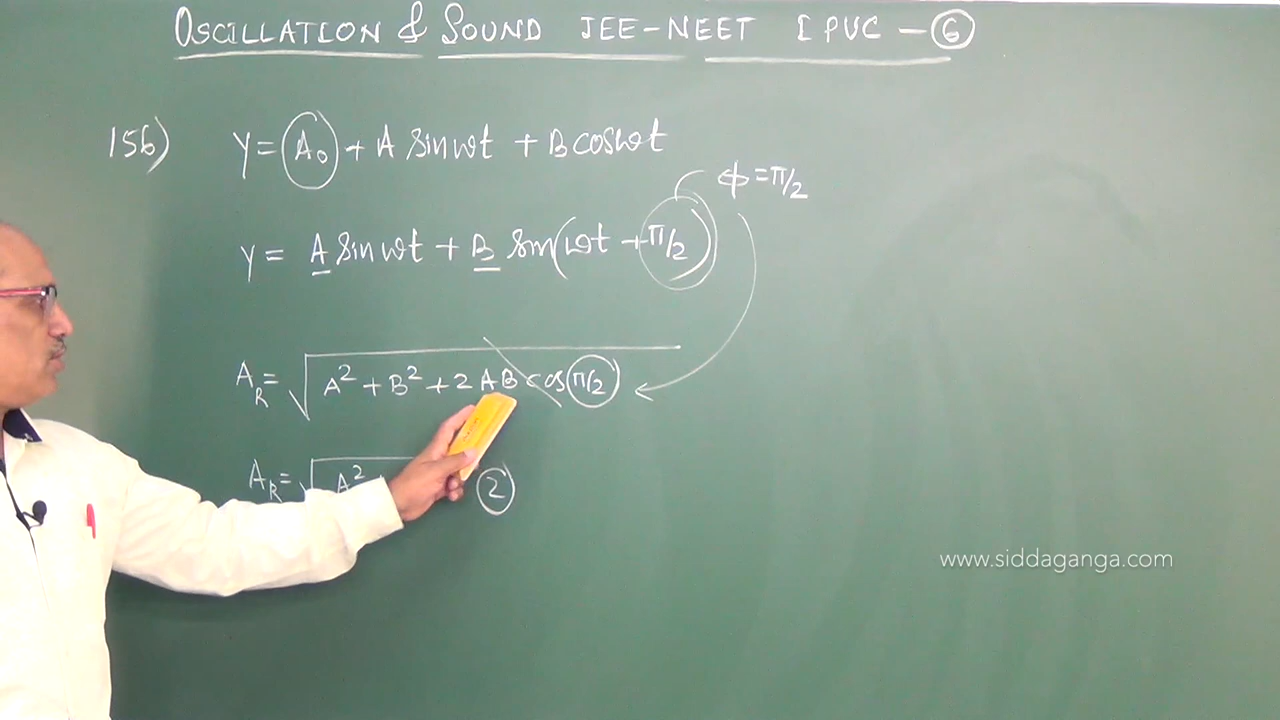 OSCILLATION & SOUND JEE-NEET I PUC - 6
156) Y = A₀ + A sinωt + B cosωt
ϕ = π/2
Y = A sinωt + B sin(ωt + π/2)
A_R = √A² + B² + 2AB cos(π/2)
A_R = √A² 2
www.siddaganga.com